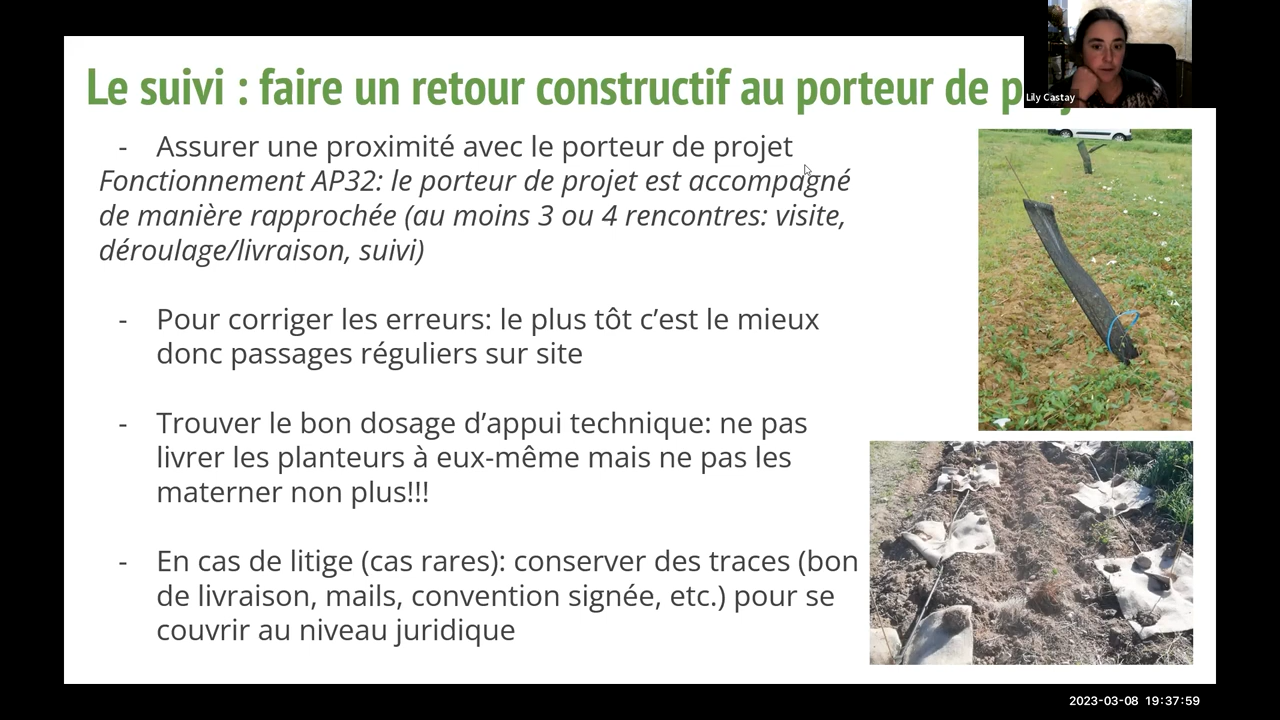 Le suivi : faire un retour constructif au porteur de
Lily Castay
- Assurer une proximité avec le porteur de projet
Fonctionnement AP32: le porteur de projet est accompagné
de manière rapprochée (au moins 3 ou 4 rencontres: visite,
déroulage/livraison, suivi)
- Pour corriger les erreurs: le plus tôt c’est le mieux
donc passages réguliers sur site
- Trouver le bon dosage d’appui technique: ne pas
livrer les planteurs à eux-même mais ne pas les
materner non plus!!!
- En cas de litige (cas rares): conserver des traces (bon
de livraison, mails, convention signée, etc.) pour se
couvrir au niveau juridique
2023-03-08 19:37:59